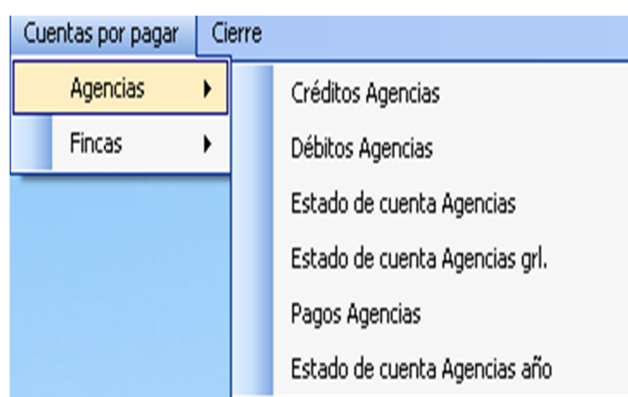 Cuentas por pagar Cierre
Agencias
Fincas
Créditos Agencias
Débitos Agencias
Estado de cuenta Agencias
Estado de cuenta Agencias grl.
Pagos Agencias
Estado de cuenta Agencias año